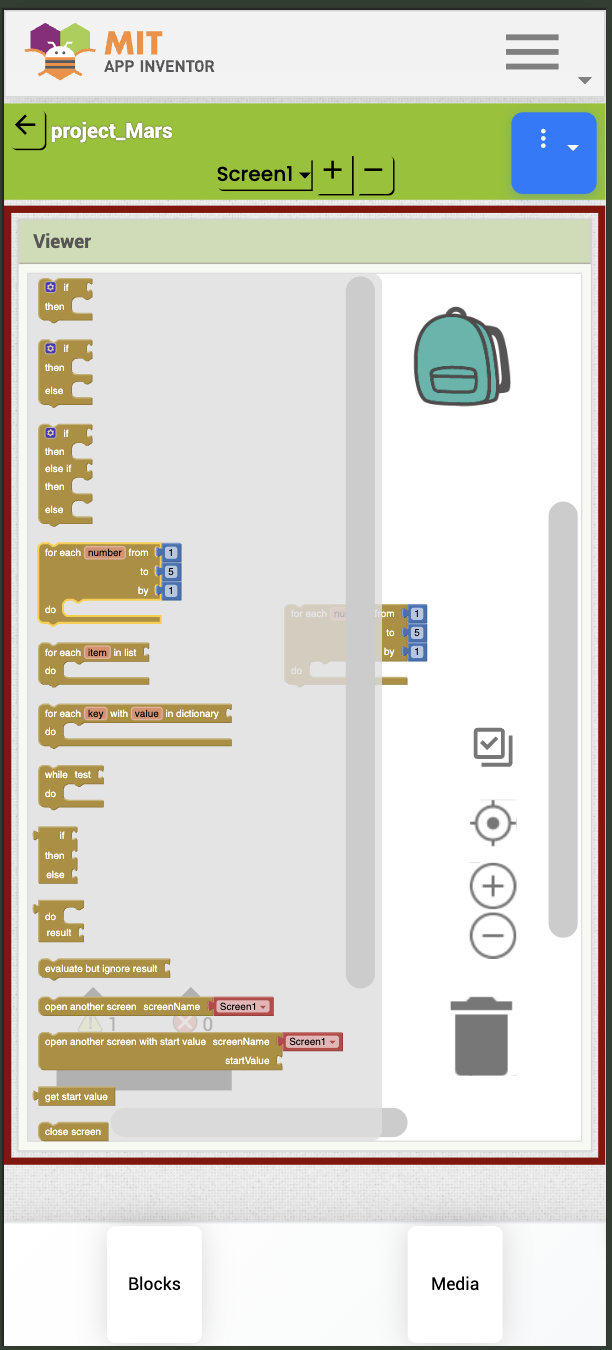 MIT
APP INVENTOR
project_Mars
Screen1
Viewer
if
then
if
then
else
if
then
else if
then
else
for each number from 1
to 5
by 1
do
for each item in list
do
for each key with value in dictionary
do
while test
do
if
then
else
do
result
evaluate but ignore result
open another screen screenName Screen1
open another screen with start value screenName Screen1
startValue
get start value
close screen
for each from 1
to 5
by 1
do
1
0
Blocks
Media